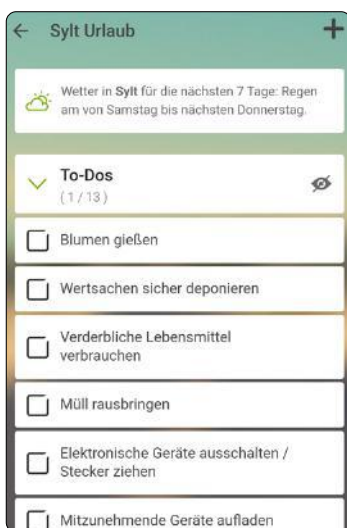 Sylt Urlaub
Wetter in Sylt für die nächsten 7 Tage: Regen
am von Samstag bis nächsten Donnerstag.
To-Dos
(1/13)
Blumen gießen
Wertsachen sicher deponieren
Verderbliche Lebensmittel
verbrauchen
Müll rausbringen
Elektronische Geräte ausschalten /
Stecker ziehen
Mitzunehmende Geräte aufladen